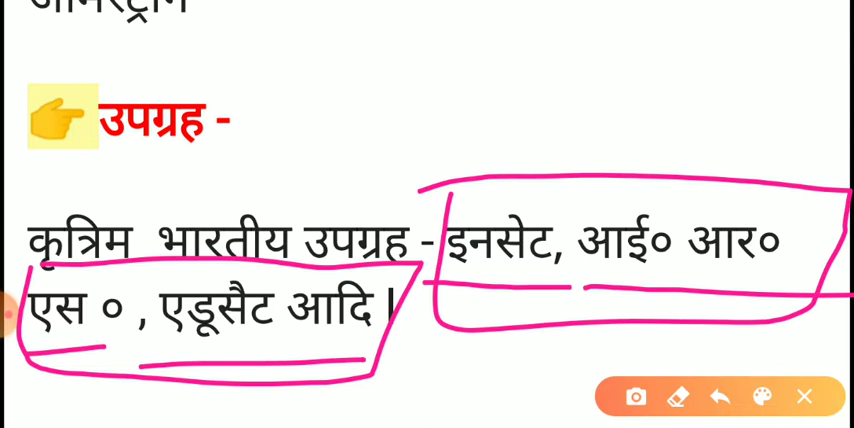 👉 उपग्रह -
कृत्रिम भारतीय उपग्रह - इनसेट, आई० आर०
एस ० , एडूसैट आदि |